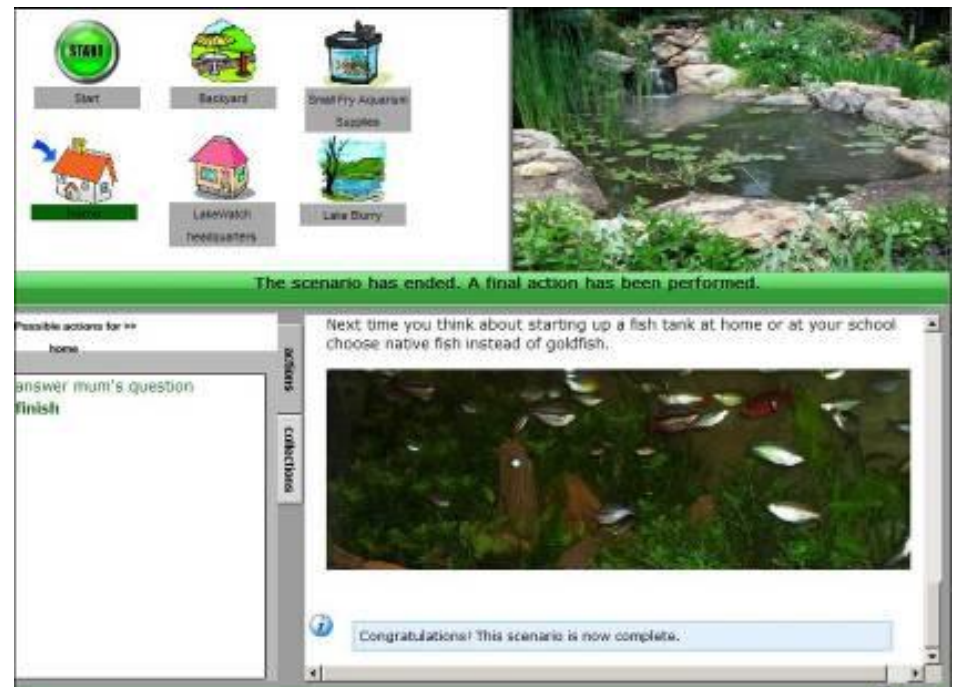 START
Start
Backyard
Small Fry Aquarium
Supplies
home
LakeWatch
headquarters
Lake Blurry
The scenario has ended. A final action has been performed.
Possible actions for >>
home
answer mum's question
finish
actions
collections
Next time you think about starting up a fish tank at home or at your school
choose native fish instead of goldfish.
Congratulations! This scenario is now complete.